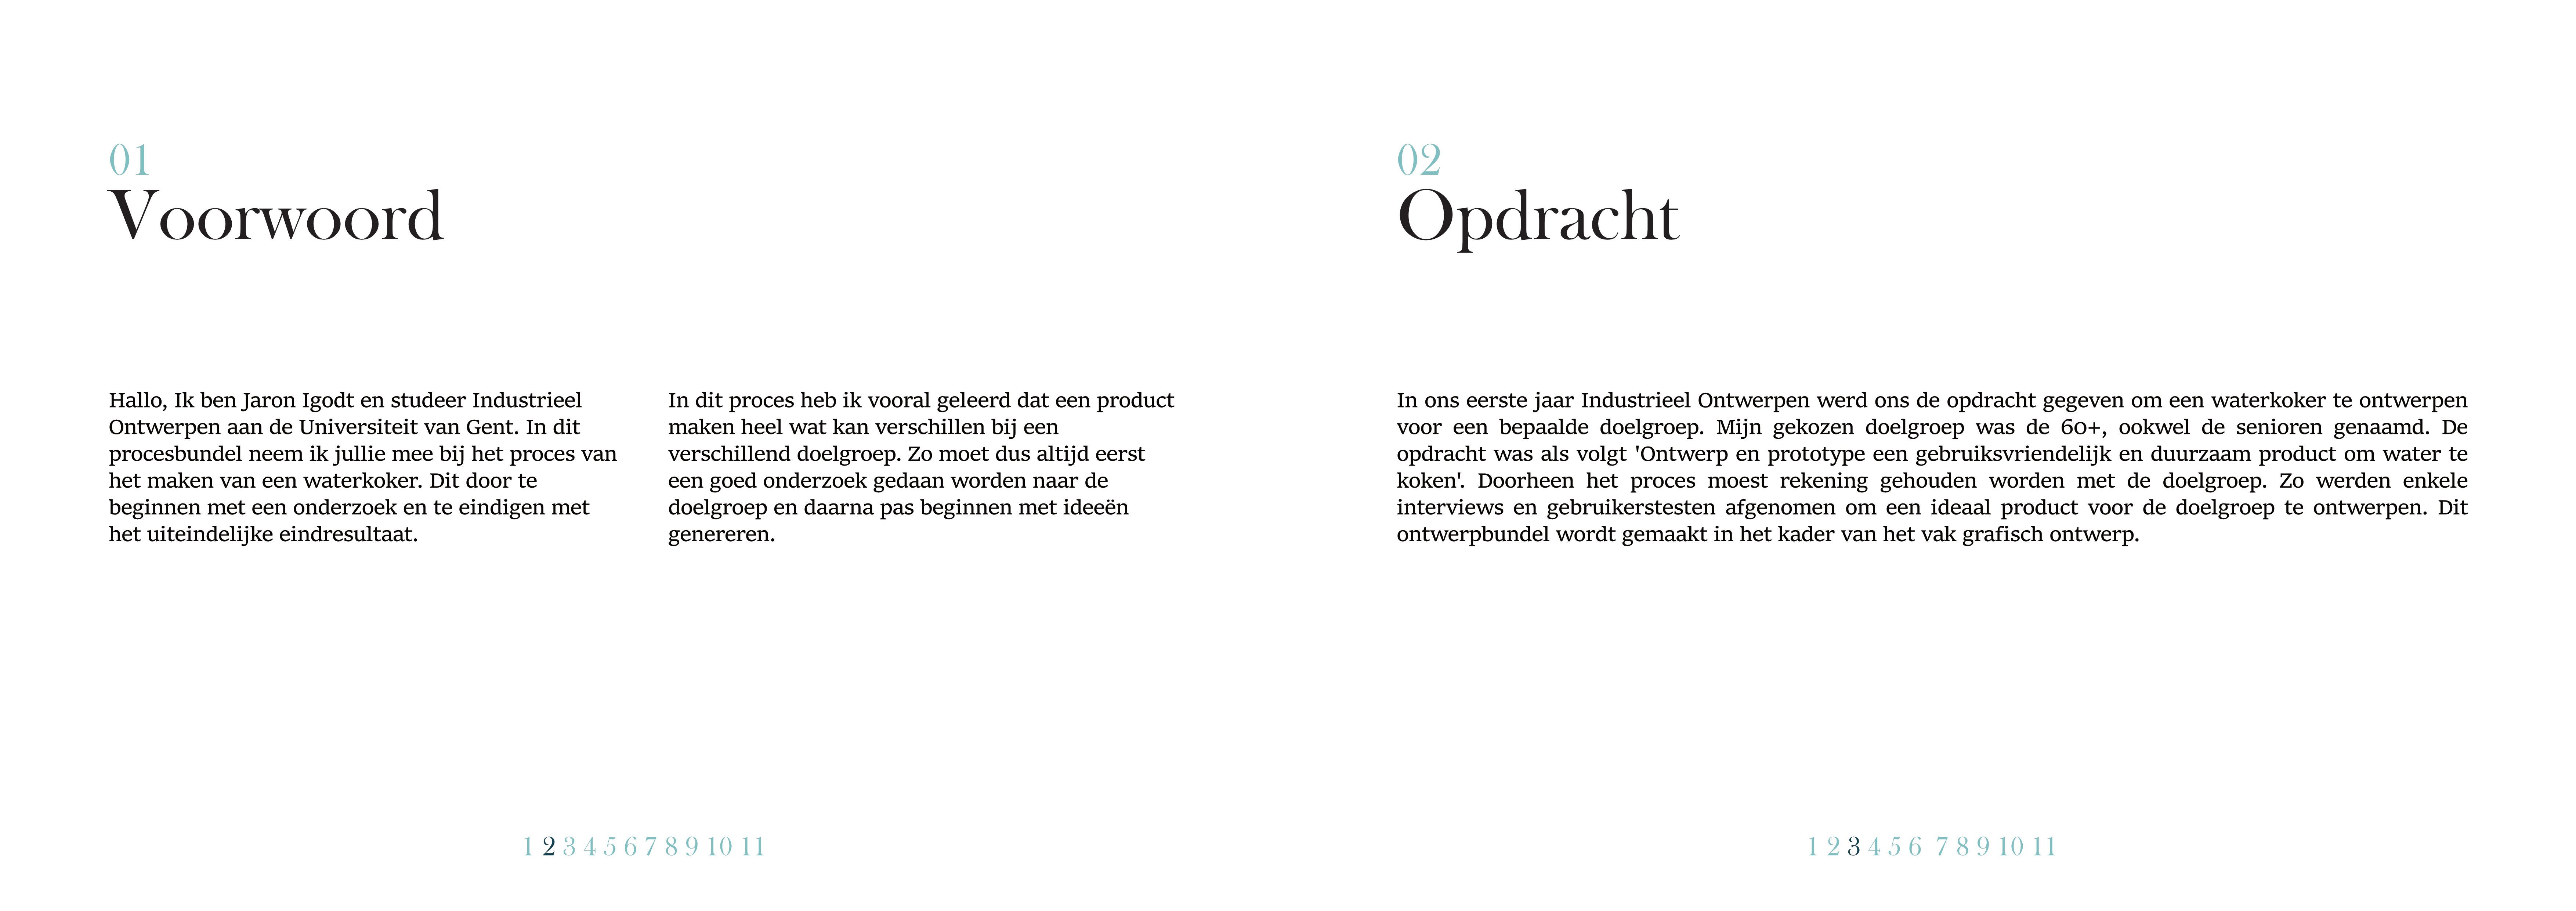 01
Voorwoord
Hallo, Ik ben Jaron Igodt en studeer Industrieel
Ontwerpen aan de Universiteit van Gent. In dit
procesbundel neem ik jullie mee bij het proces van
het maken van een waterkoker. Dit door te
beginnen met een onderzoek en te eindigen met
het uiteindelijke eindresultaat.
In dit proces heb ik vooral geleerd dat een product
maken heel wat kan verschillen bij een
verschillend doelgroep. Zo moet dus altijd eerst
een goed onderzoek gedaan worden naar de
doelgroep en daarna pas beginnen met ideeën
genereren.
1 2 3 4 5 6 7 8 9 10 11
02
Opdracht
In ons eerste jaar Industrieel Ontwerpen werd ons de opdracht gegeven om een waterkoker te ontwerpen
voor een bepaalde doelgroep. Mijn gekozen doelgroep was de 60+, ookwel de senioren genaamd. De
opdracht was als volgt 'Ontwerp en prototype een gebruiksvriendelijk en duurzaam product om water te
koken'. Doorheen het proces moest rekening gehouden worden met de doelgroep. Zo werden enkele
interviews en gebruikerstesten afgenomen om een ideaal product voor de doelgroep te ontwerpen. Dit
ontwerpbundel wordt gemaakt in het kader van het vak grafisch ontwerp.
1 2 3 4 5 6 7 8 9 10 11